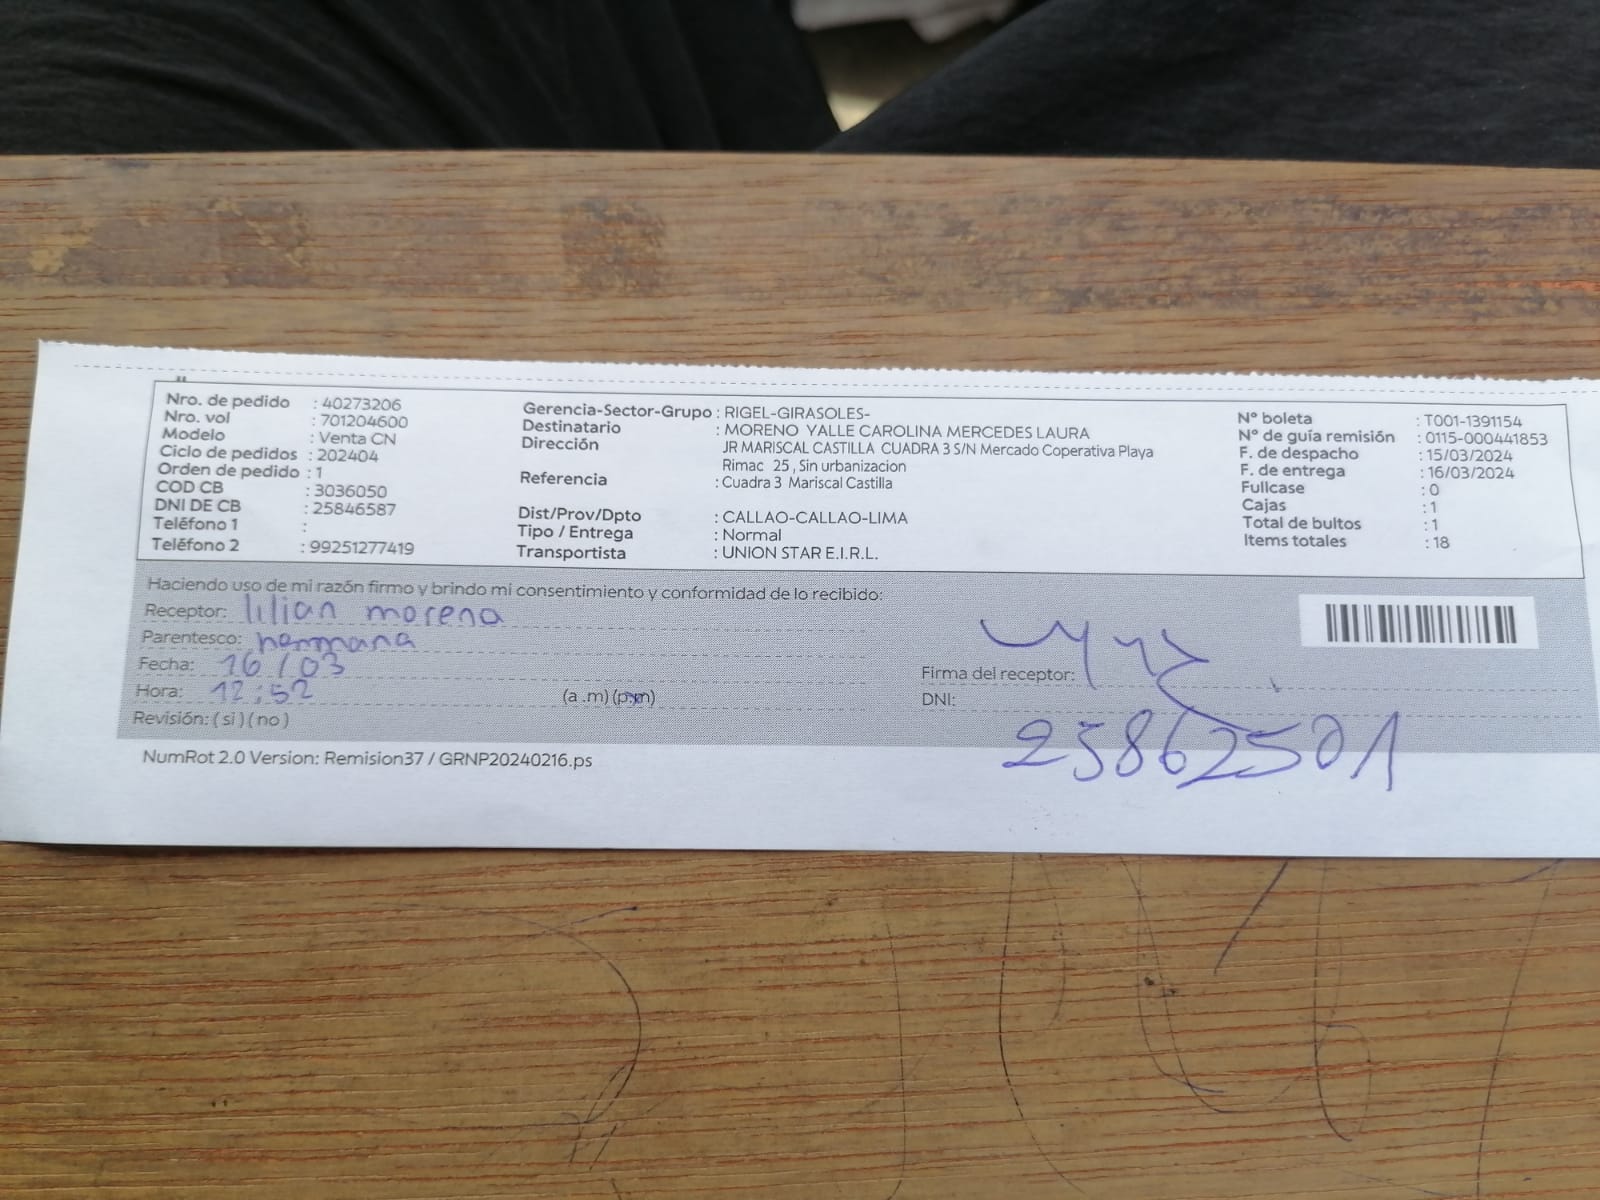 Nro. de pedido : 40273206
Nro. vol : 701204600
Modelo : Venta CN
Ciclo de pedidos : 202404
Orden de pedido : 1
COD CB : 3036050
DNI DE CB : 25846587
Teléfono 1 :
Teléfono 2 : 99251277419
Gerencia-Sector-Grupo : RIGEL-GIRASOLES-
Destinatario : MORENO YALLE CAROLINA MERCEDES LAURA
Dirección JR MARISCAL CASTILLA CUADRA 3 S/N Mercado Coperativa Playa
Rimac 25 , Sin urbanizacion
Referencia : Cuadra 3 Mariscal Castilla
Dist/Prov/Dpto : CALLAO-CALLAO-LIMA
Tipo / Entrega : Normal
Transportista : UNION STAR E.I.R.L.
N° boleta : T001-1391154
N° de guía remisión : 0115-000441853
F. de despacho : 15/03/2024
F. de entrega : 16/03/2024
Fullcase : 0
Cajas : 1
Total de bultos : 1
Items totales : 18
Haciendo uso de mi razón firmo y brindo mi consentimiento y conformidad de lo recibido:
Receptor: lilian moreno
Parentesco: hermana
Fecha: 16/03
Hora: 12:52 (a .m) (p.m)
Revisión: ( si ) ( no )
Firma del receptor:
DNI:
25862501
NumRot 2.0 Version: Remision37 / GRNP20240216.ps